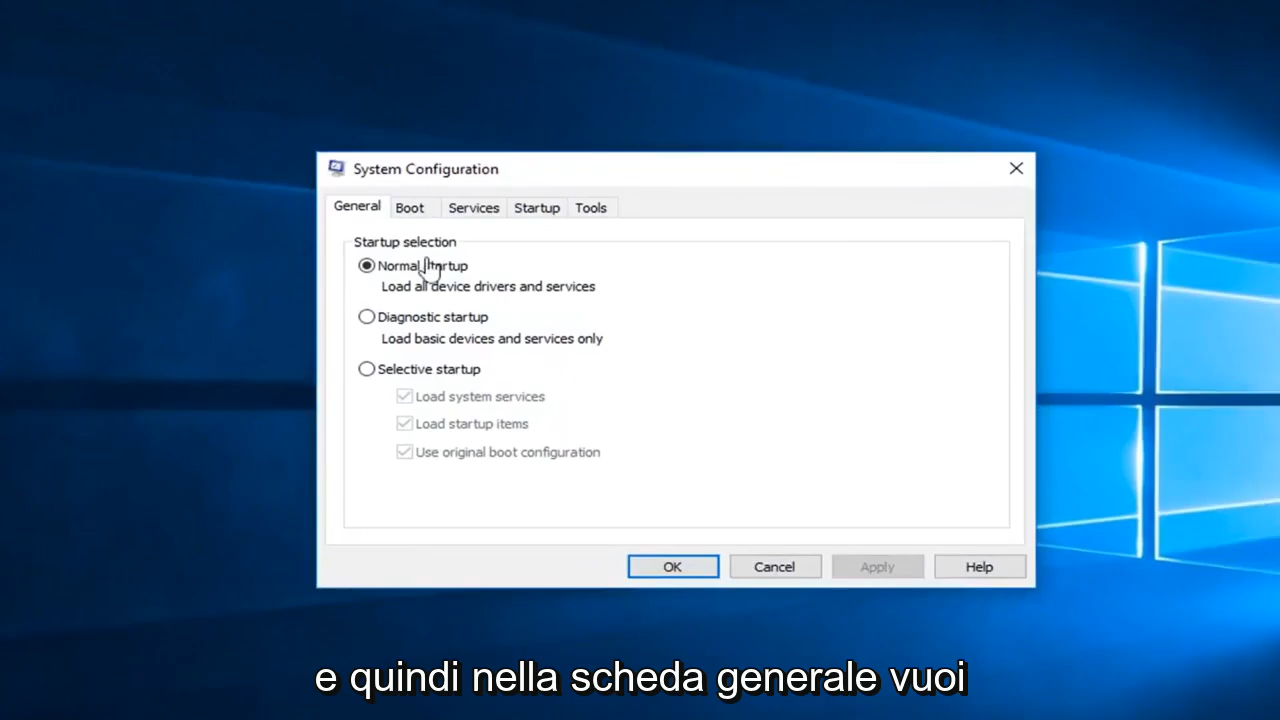 System Configuration
General Boot Services Startup Tools
Startup selection
Normal startup
Load all device drivers and services
Diagnostic startup
Load basic devices and services only
Selective startup
Load system services
Load startup items
Use original boot configuration
OK Cancel Apply Help
e quindi nella scheda generale vuoi